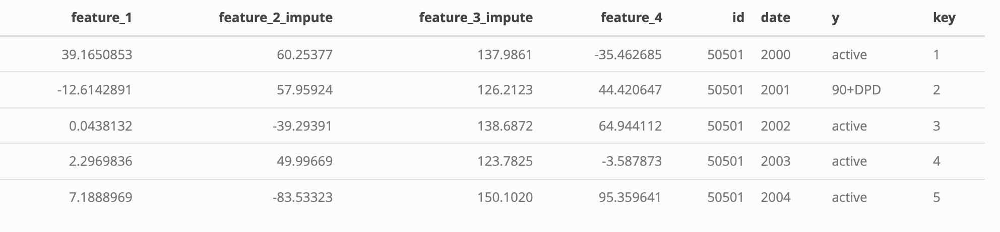 feature_1 feature_2_impute feature_3_impute feature_4 id date y key
39.1650853 60.25377 137.9861 -35.462685 50501 2000 active 1
-12.6142891 57.95924 126.2123 44.420647 50501 2001 90+DPD 2
0.0438132 -39.29391 138.6872 64.944112 50501 2002 active 3
2.2969836 49.99669 123.7825 -3.587873 50501 2003 active 4
7.1888969 -83.53323 150.1020 95.359641 50501 2004 active 5